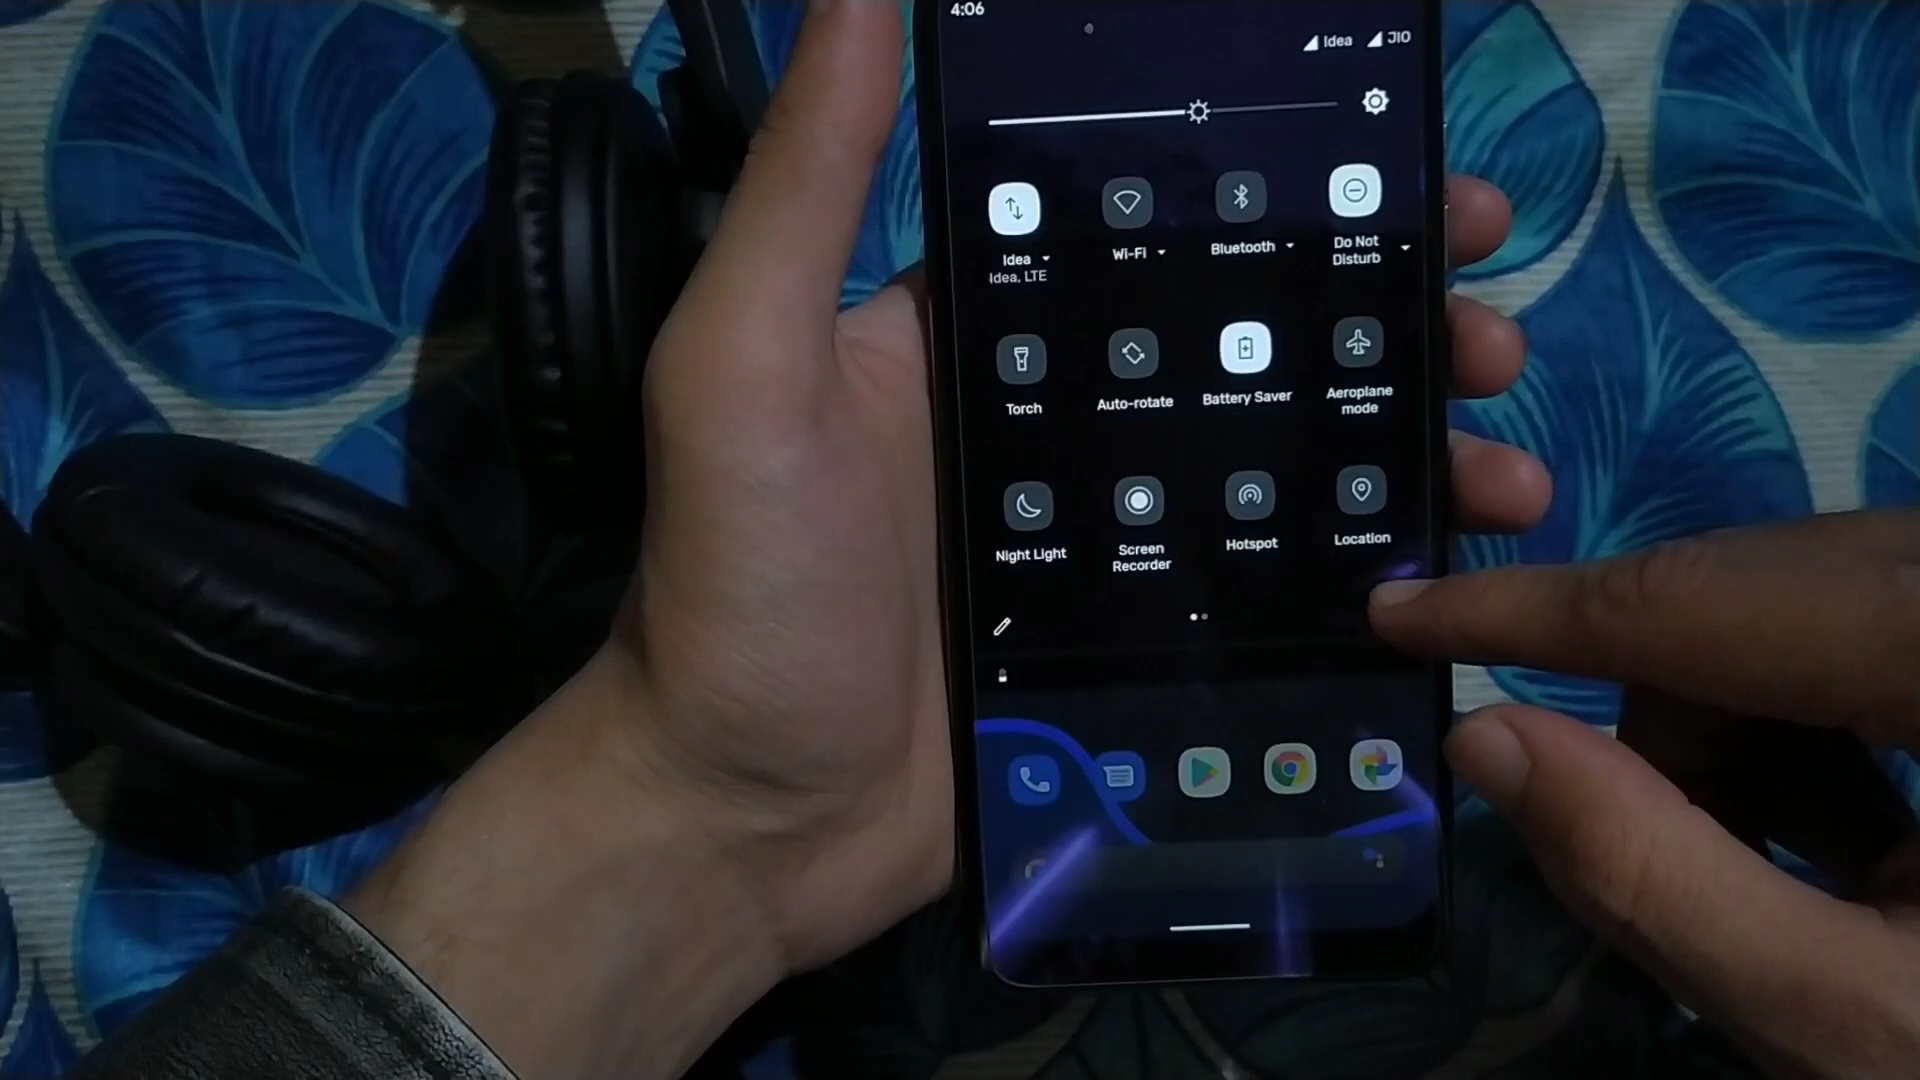 4:06
Idea JIO
Idea
Idea, LTE
Wi-Fi
Bluetooth
Do Not
Disturb
Torch
Auto-rotate
Battery Saver
Aeroplane
mode
Night Light
Screen
Recorder
Hotspot
Location